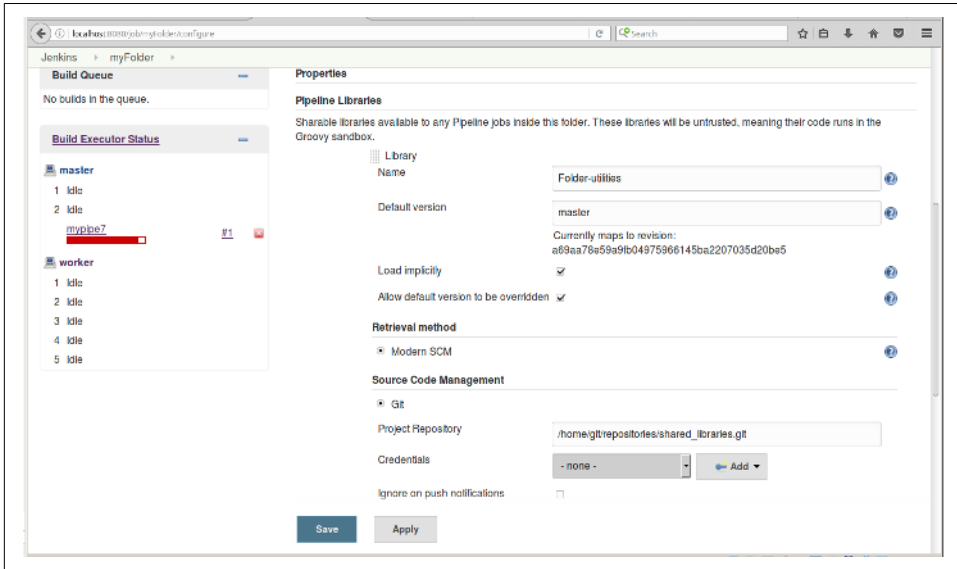 localhost:8080/job/myFolder/configure
Search
Jenkins myFolder
Build Queue
No builds in the queue.
Build Executor Status
master
1 Idle
2 Idle
mypipe7 #1
worker
1 Idle
2 Idle
3 Idle
4 Idle
5 Idle
Properties
Pipeline Libraries
Sharable libraries available to any Pipeline jobs inside this folder. These libraries will be untrusted, meaning their code runs in the
Groovy sandbox.
Library
Name Folder-utilities
Default version master
Currently maps to revision:
a69aa78e59a9fb04975966145ba2207035d20be5
Load implicitly
Allow default version to be overridden
Retrieval method
Modern SCM
Source Code Management
Git
Project Repository /home/git/repositories/shared_libraries.git
Credentials - none - Add
Ignore on push notifications
Save Apply